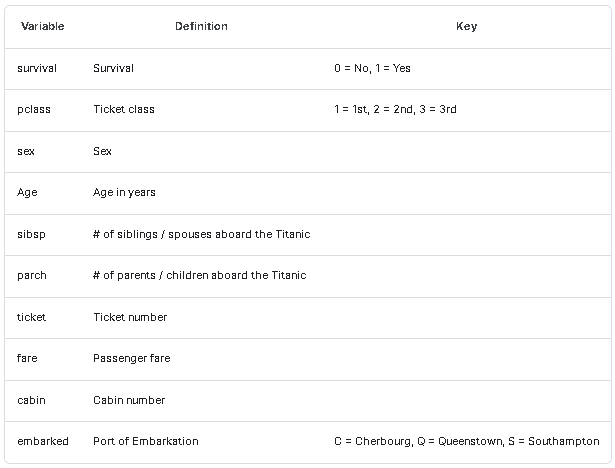 Variable Definition Key
survival Survival 0 = No, 1 = Yes
pclass Ticket class 1 = 1st, 2 = 2nd, 3 = 3rd
sex Sex
Age Age in years
sibsp # of siblings / spouses aboard the Titanic
parch # of parents / children aboard the Titanic
ticket Ticket number
fare Passenger fare
cabin Cabin number
embarked Port of Embarkation C = Cherbourg, Q = Queenstown, S = Southampton